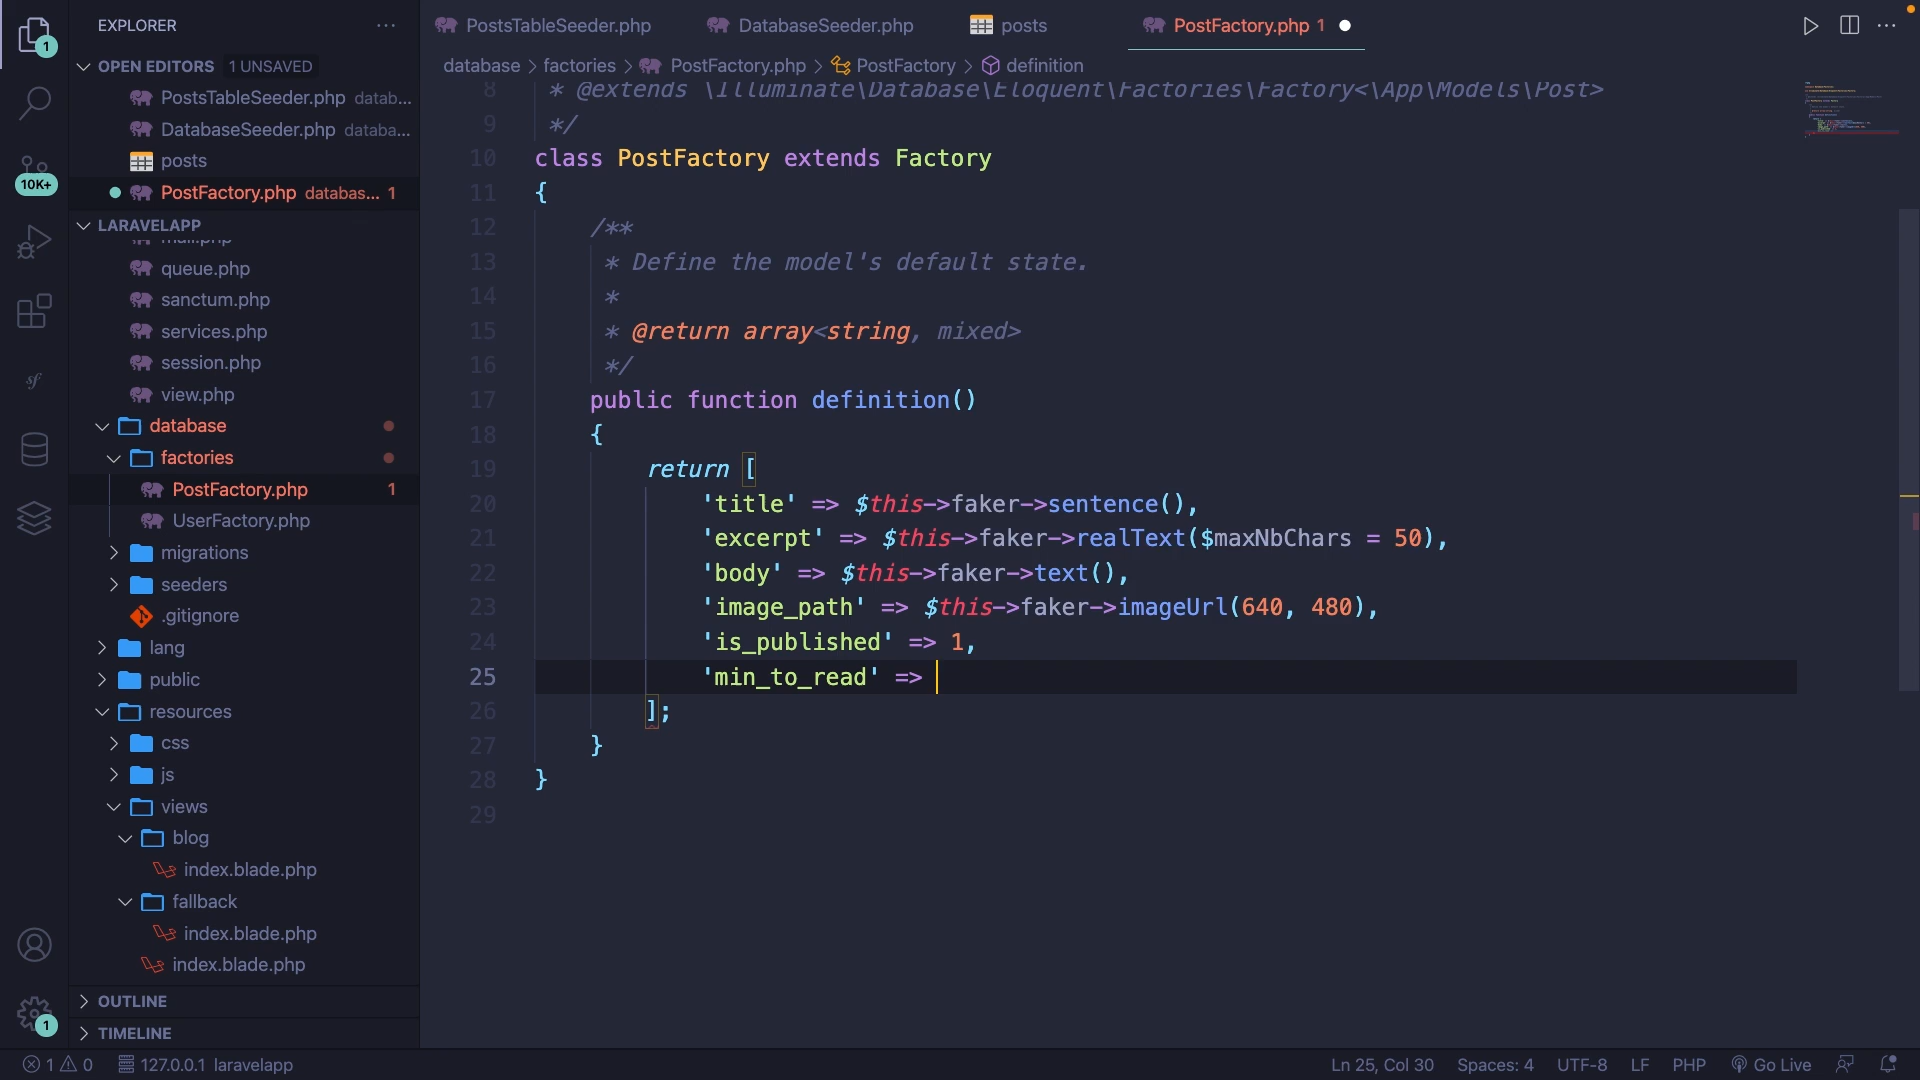 EXPLORER
OPEN EDITORS 1 UNSAVED
PostsTableSeeder.php datab...
DatabaseSeeder.php databa...
posts
PostFactory.php databas... 1
LARAVELAPP
mail.php
queue.php
sanctum.php
services.php
session.php
view.php
database
factories
PostFactory.php 1
UserFactory.php
migrations
seeders
.gitignore
lang
public
resources
css
js
views
blog
index.blade.php
fallback
index.blade.php
index.blade.php
OUTLINE
TIMELINE
1
10K+
1
PostsTableSeeder.php DatabaseSeeder.php posts PostFactory.php 1
database > factories > PostFactory.php > PostFactory > definition
8 * @extends \Illuminate\Database\Eloquent\Factories\Factory<\App\Models\Post>
9 */
10 class PostFactory extends Factory
11 {
12 /**
13 * Define the model's default state.
14 *
15 * @return array<string, mixed>
16 */
17 public function definition()
18 {
19 return [
20 'title' => $this->faker->sentence(),
21 'excerpt' => $this->faker->realText($maxNbChars = 50),
22 'body' => $this->faker->text(),
23 'image_path' => $this->faker->imageUrl(640, 480),
24 'is_published' => 1,
25 'min_to_read' =>
26 ];
27 }
28 }
29
1 0 127.0.0.1 laravelapp Ln 25, Col 30 Spaces: 4 UTF-8 LF PHP Go Live